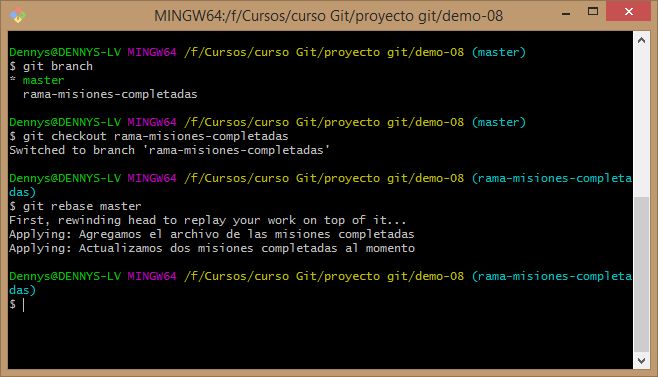 MINGW64:/f/Cursos/curso Git/proyecto git/demo-08
Dennys@DENNYS-LV MINGW64 /f/Cursos/curso Git/proyecto git/demo-08 (master)
$ git branch
* master
  rama-misiones-completadas
Dennys@DENNYS-LV MINGW64 /f/Cursos/curso Git/proyecto git/demo-08 (master)
$ git checkout rama-misiones-completadas
Switched to branch 'rama-misiones-completadas'
Dennys@DENNYS-LV MINGW64 /f/Cursos/curso Git/proyecto git/demo-08 (rama-misiones-completa
das)
$ git rebase master
First, rewinding head to replay your work on top of it...
Applying: Agregamos el archivo de las misiones completadas
Applying: Actualizamos dos misiones completadas al momento
Dennys@DENNYS-LV MINGW64 /f/Cursos/curso Git/proyecto git/demo-08 (rama-misiones-completa
das)
$